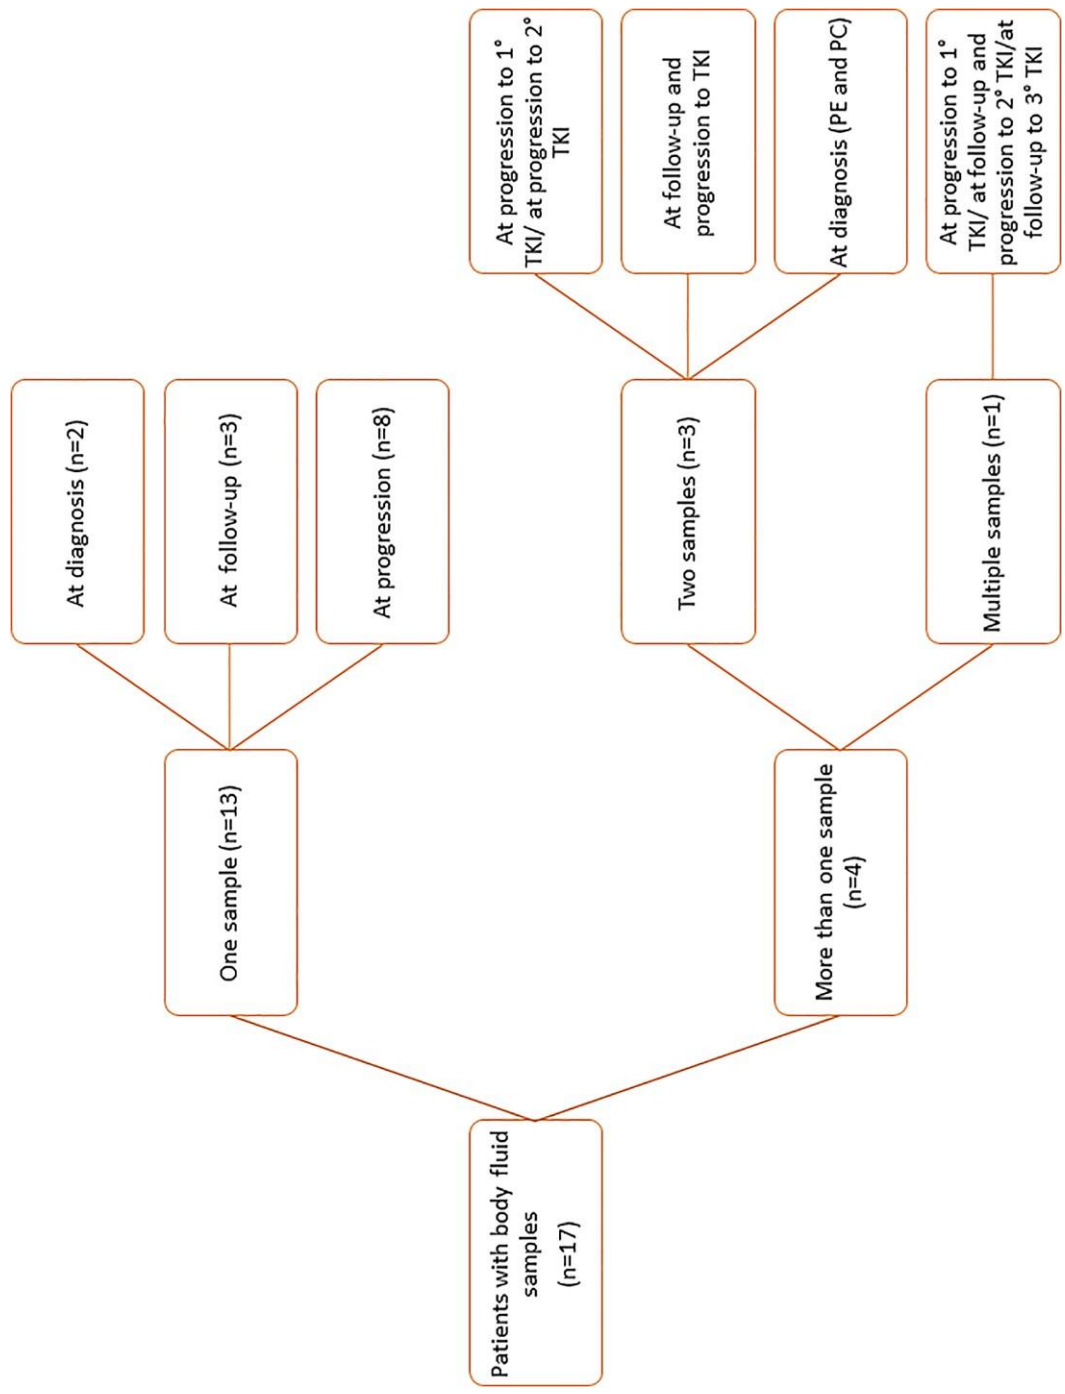 Patients with body fluid
samples
(n=17)
One sample (n=13)
At diagnosis (n=2)
At follow-up (n=3)
At progression (n=8)
More than one sample
(n=4)
Two samples (n=3)
At progression to 1°
TKI/ at progression to 2°
TKI
At follow-up and
progression to TKI
At diagnosis (PE and PC)
Multiple samples (n=1)
At progression to 1°
TKI/ at follow-up and
progression to 2° TKI/at
follow-up to 3° TKI